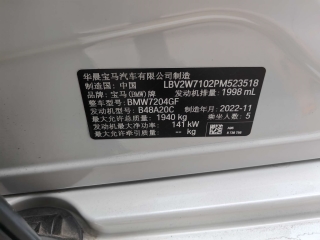 华晨宝马汽车有限公司制造
制造国: 中国 LBV2W7102PM523518
品牌: 宝马(BMW)牌 发动机排量: 1998 mL
整车型号: BMW7204GF
发动机型号: B48A20C 制造年月: 2022-11
最大允许总质量: 1940 kg 乘坐人数: 5
最大净功率: 141 kW
最大允许牵引质量: -- kg